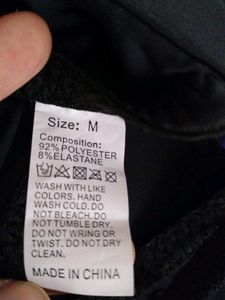 Size: M
Composition:
92% POLYESTER
8% ELASTANE
WASH WITH LIKE
COLORS. HAND
WASH COLD. DO
NOT BLEACH. DO
NOT TUMBLE DRY.
DO NOT WRING OR
TWIST. DO NOT DRY
CLEAN.
MADE IN CHINA